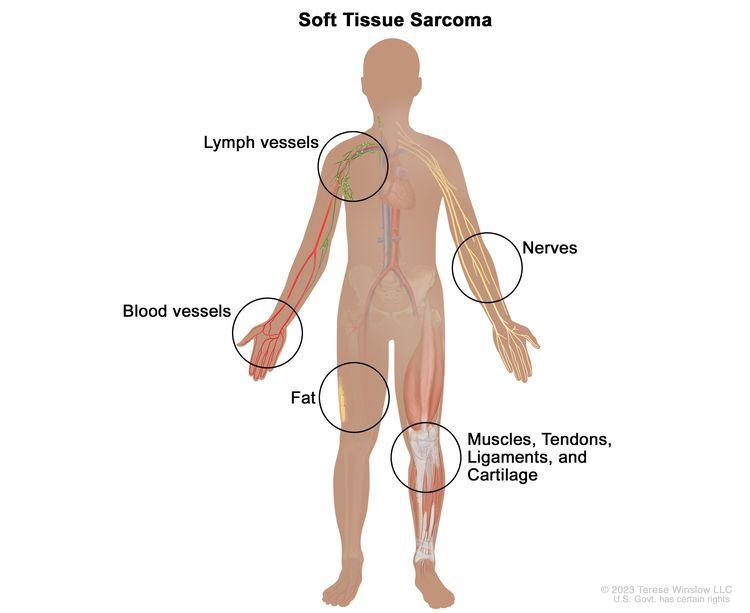 Soft Tissue Sarcoma
Lymph vessels
Nerves
Blood vessels
Fat
Muscles, Tendons,
Ligaments, and
Cartilage
© 2023 Terese Winslow LLC
U.S. Govt. has certain rights